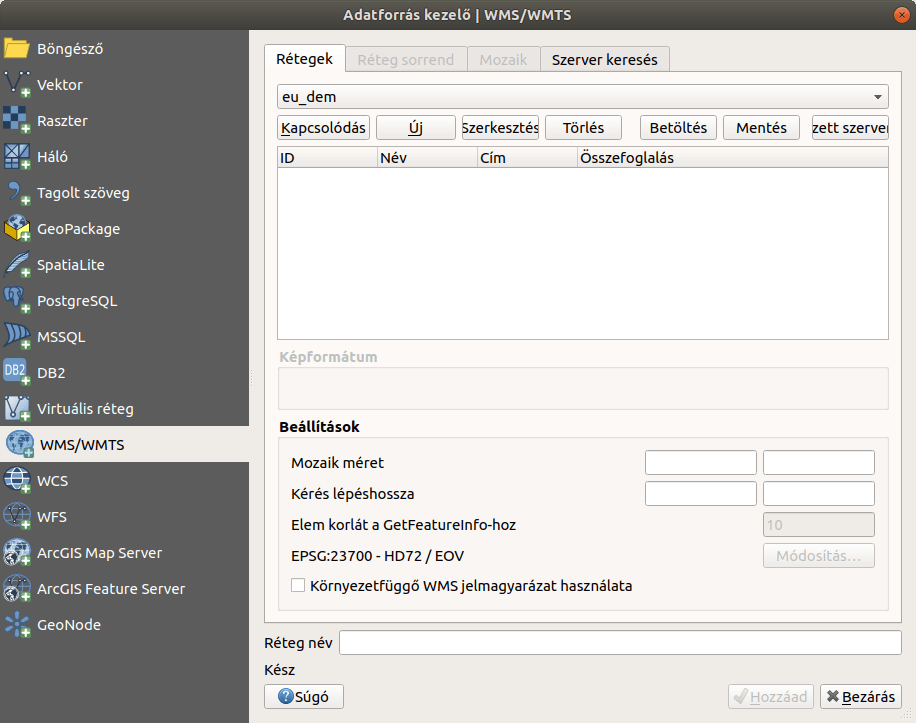 Adatforrás kezelő | WMS/WMTS
Böngésző
Vektor
Raszter
Háló
Tagolt szöveg
GeoPackage
SpatiaLite
PostgreSQL
MSSQL
DB2
DB2
Virtuális réteg
WMS/WMTS
WCS
WFS
ArcGIS Map Server
ArcGIS Feature Server
GeoNode
Rétegek Réteg sorrend Mozaik Szerver keresés
eu_dem
Kapcsolódás Új Szerkesztés Törlés Betöltés Mentés zett szerver
ID Név Cím Összefoglalás
Képformátum
Beállítások
Mozaik méret
Kérés lépéshossza
Elem korlát a GetFeatureInfo-hoz 10
EPSG:23700 - HD72 / EOV Módosítás...
Környezetfüggő WMS jelmagyarázat használata
Réteg név
Kész
Súgó Hozzáad Bezárás